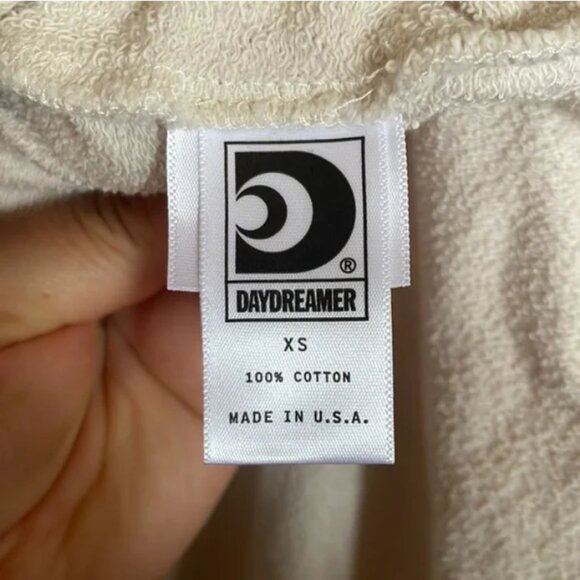 ®
DAYDREAMER
XS
100% COTTON
MADE IN U.S.A.